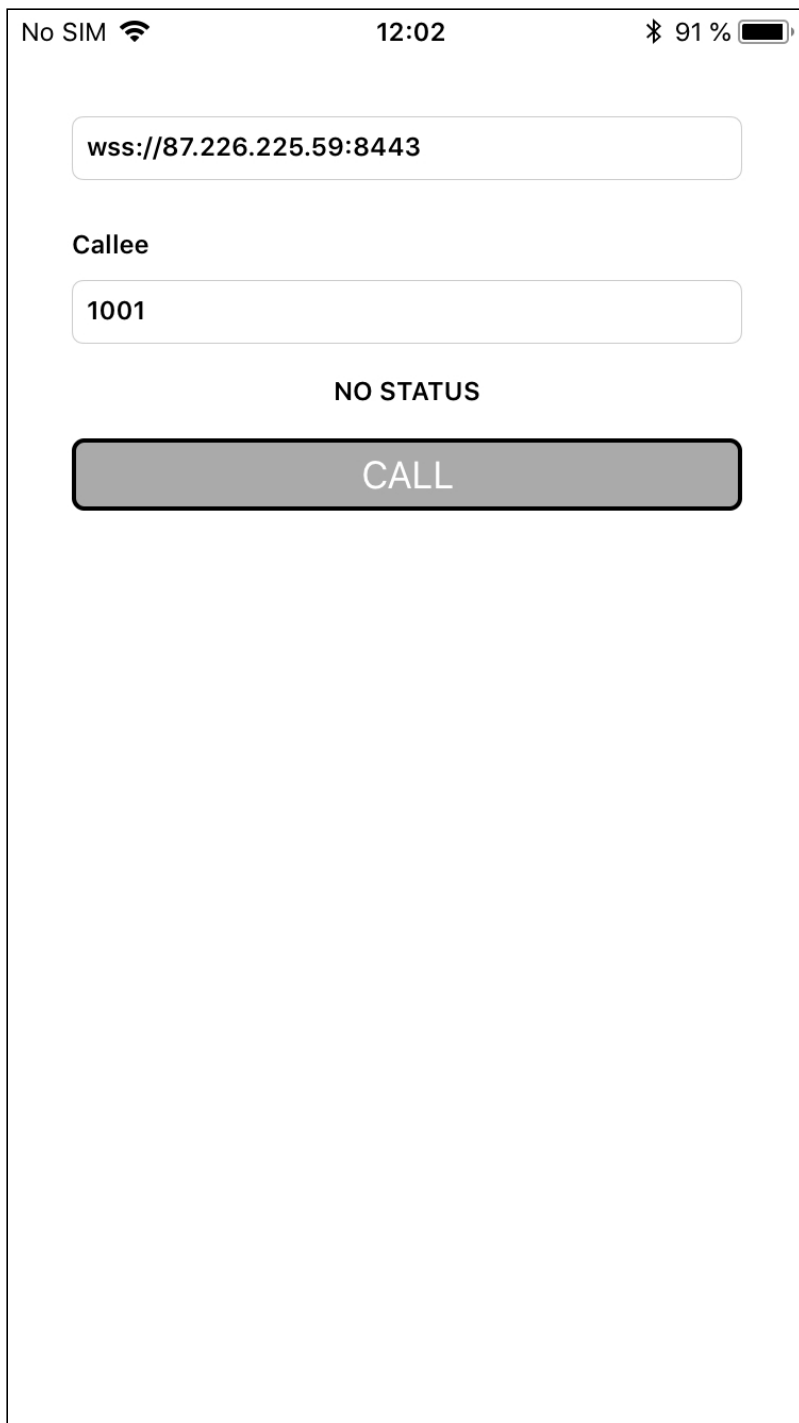 No SIM 12:02 91 %
wss://87.226.225.59:8443
Callee
1001
NO STATUS
CALL